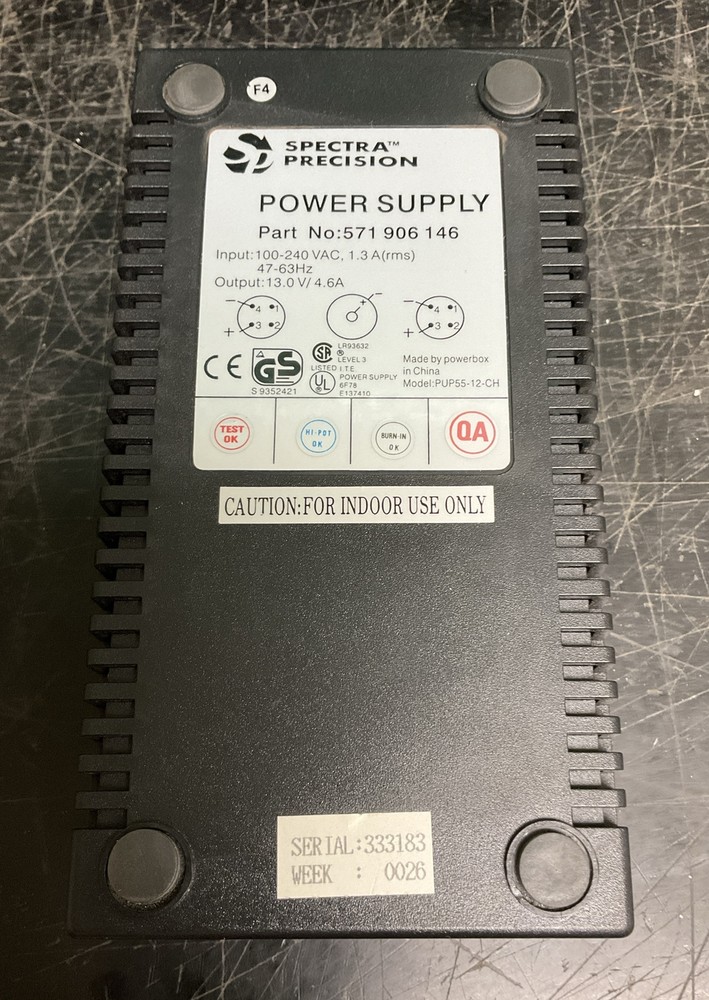 F4
SPECTRA™
PRECISION
POWER SUPPLY
Part No:571 906 146
Input:100-240 VAC, 1.3 A(rms)
47-63Hz
Output:13.0 V/ 4.6A
− 4 1
+ 3 2
+ −
− 4 1
+ 3 2
CE
GS
S 9352421
SA
LR93632
®
LEVEL 3
LISTED I.T.E.
UL
POWER SUPPLY
6F78
E137410
Made by powerbox
in China
Model:PUP55-12-CH
TEST
OK
HI-POT
OK
BURN-IN
OK
QA
CAUTION:FOR INDOOR USE ONLY
SERIAL:333183
WEEK : 0026